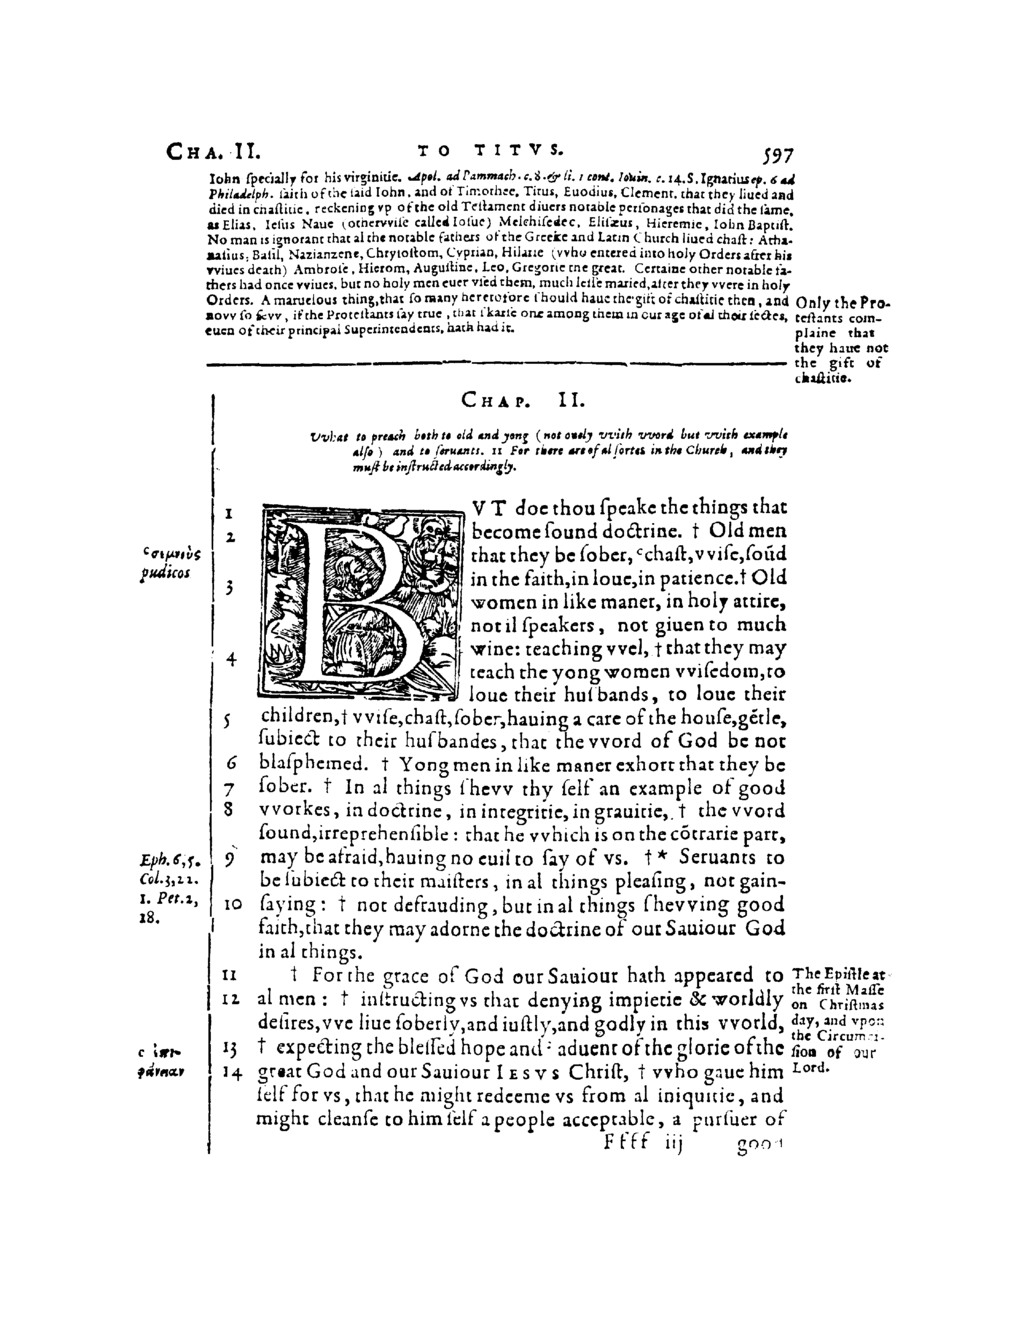 CHA. II. TO TITVS. 597
Iohn ſpecially for his virginitie. Apol. ad Pammach. c. 8. & li. 1 cont. Iouin. c. 14. S. Ignatius ep. 6 ad
Philadelph. ſaith of the ſaid Iohn, and of Timothee, Titus, Euodius, Clement, that they liued and
died in chaſtitie, reckening vp of the old Teſtament diuers notable perſonages that did the ſame,
as Elias, Ieſus Naue (othervviſe called Ioſue) Melchiſedec, Eliſæus, Hieremie, Iohn Baptiſt.
No man is ignorant that al the notable fathers of the Greeke and Latin Church liued chaſt: Atha-
naſius, Baſil, Nazianzene, Chryſoſtom, Cyprian, Hilarie (vvho entered into holy Orders after his
vviues death) Ambroſe, Hierom, Auguſtine, Leo, Gregorie the great. Certaine other notable fa-
thers had once vviues, but no holy men euer vſed them, much leſſe maried, after they vvere in holy
Orders. A maruelous thing, that ſo many heretofore ſhould haue the gift of chaſtitie then, and
novv ſo fevv, if the Proteſtants ſay true, that ſkarſe one among them in our age of al their ſectes,
euen of their principal Superintendents, hath had it.
Only the Pro-
teſtants com-
plaine that
they haue not
the gift of
chaſtitie.
CHAP. II.
Vvhat to preach both to old and yong (not onely vvith vvord but vvith example
alſo) and to ſeruants. 11 For there are of al ſortes in the Church, and they
muſt be inſtructed accordingly.
1 BVT doe thou ſpeake the things that
2 become ſound doctrine. † Old men
that they be ſober, ᶜchaſt, vviſe, ſoũd
3 in the faith, in loue, in patience. † Old
women in like maner, in holy attire,
not il ſpeakers, not giuen to much
4 wine: teaching vvel, † that they may
teach the yong women vviſedom, to
loue their huſbands, to loue their
5 children, † vviſe, chaſt, ſober, hauing a care of the houſe, gẽtle,
ſubiect to their huſbandes, that the vvord of God be not
6 blaſphemed. † Yong men in like maner exhort that they be
7 ſober. † In al things ſhevv thy ſelf an example of good
8 vvorkes, in doctrine, in integritie, in grauitie, † the vvord
ſound, irreprehenſible: that he vvhich is on the cõtrarie part,
9 may be afraid, hauing no euil to ſay of vs. †* Seruants to
be ſubiect to their maiſters, in al things pleaſing, not gain-
10 ſaying: † not defrauding, but in al things ſhevving good
faith, that they may adorne the doctrine of our Sauiour God
in al things.
11 † For the grace of God our Sauiour hath appeared to
12 al men: † inſtructing vs that denying impietie & worldly
deſires, vve liue ſoberly, and iuſtly, and godly in this vvorld,
13 † expecting the bleſſed hope and ᶜ aduent of the glorie of the
14 great God and our Sauiour IESVS Chriſt, † vvho gaue him
ſelf for vs, that he might redeeme vs from al iniquitie, and
might cleanſe to him ſelf a people acceptable, a purſuer of
Ffff iij good
ᶜσεμνοὺς
pudicos
Eph. 6, 5.
Col. 3, 22.
1. Pet. 2,
18.
c ἐπι-
φάνειαν
The Epiſtle at
the firſt Maſſe
on Chriſtmas
day, and vpon
the Circumci-
ſion of our
Lord.